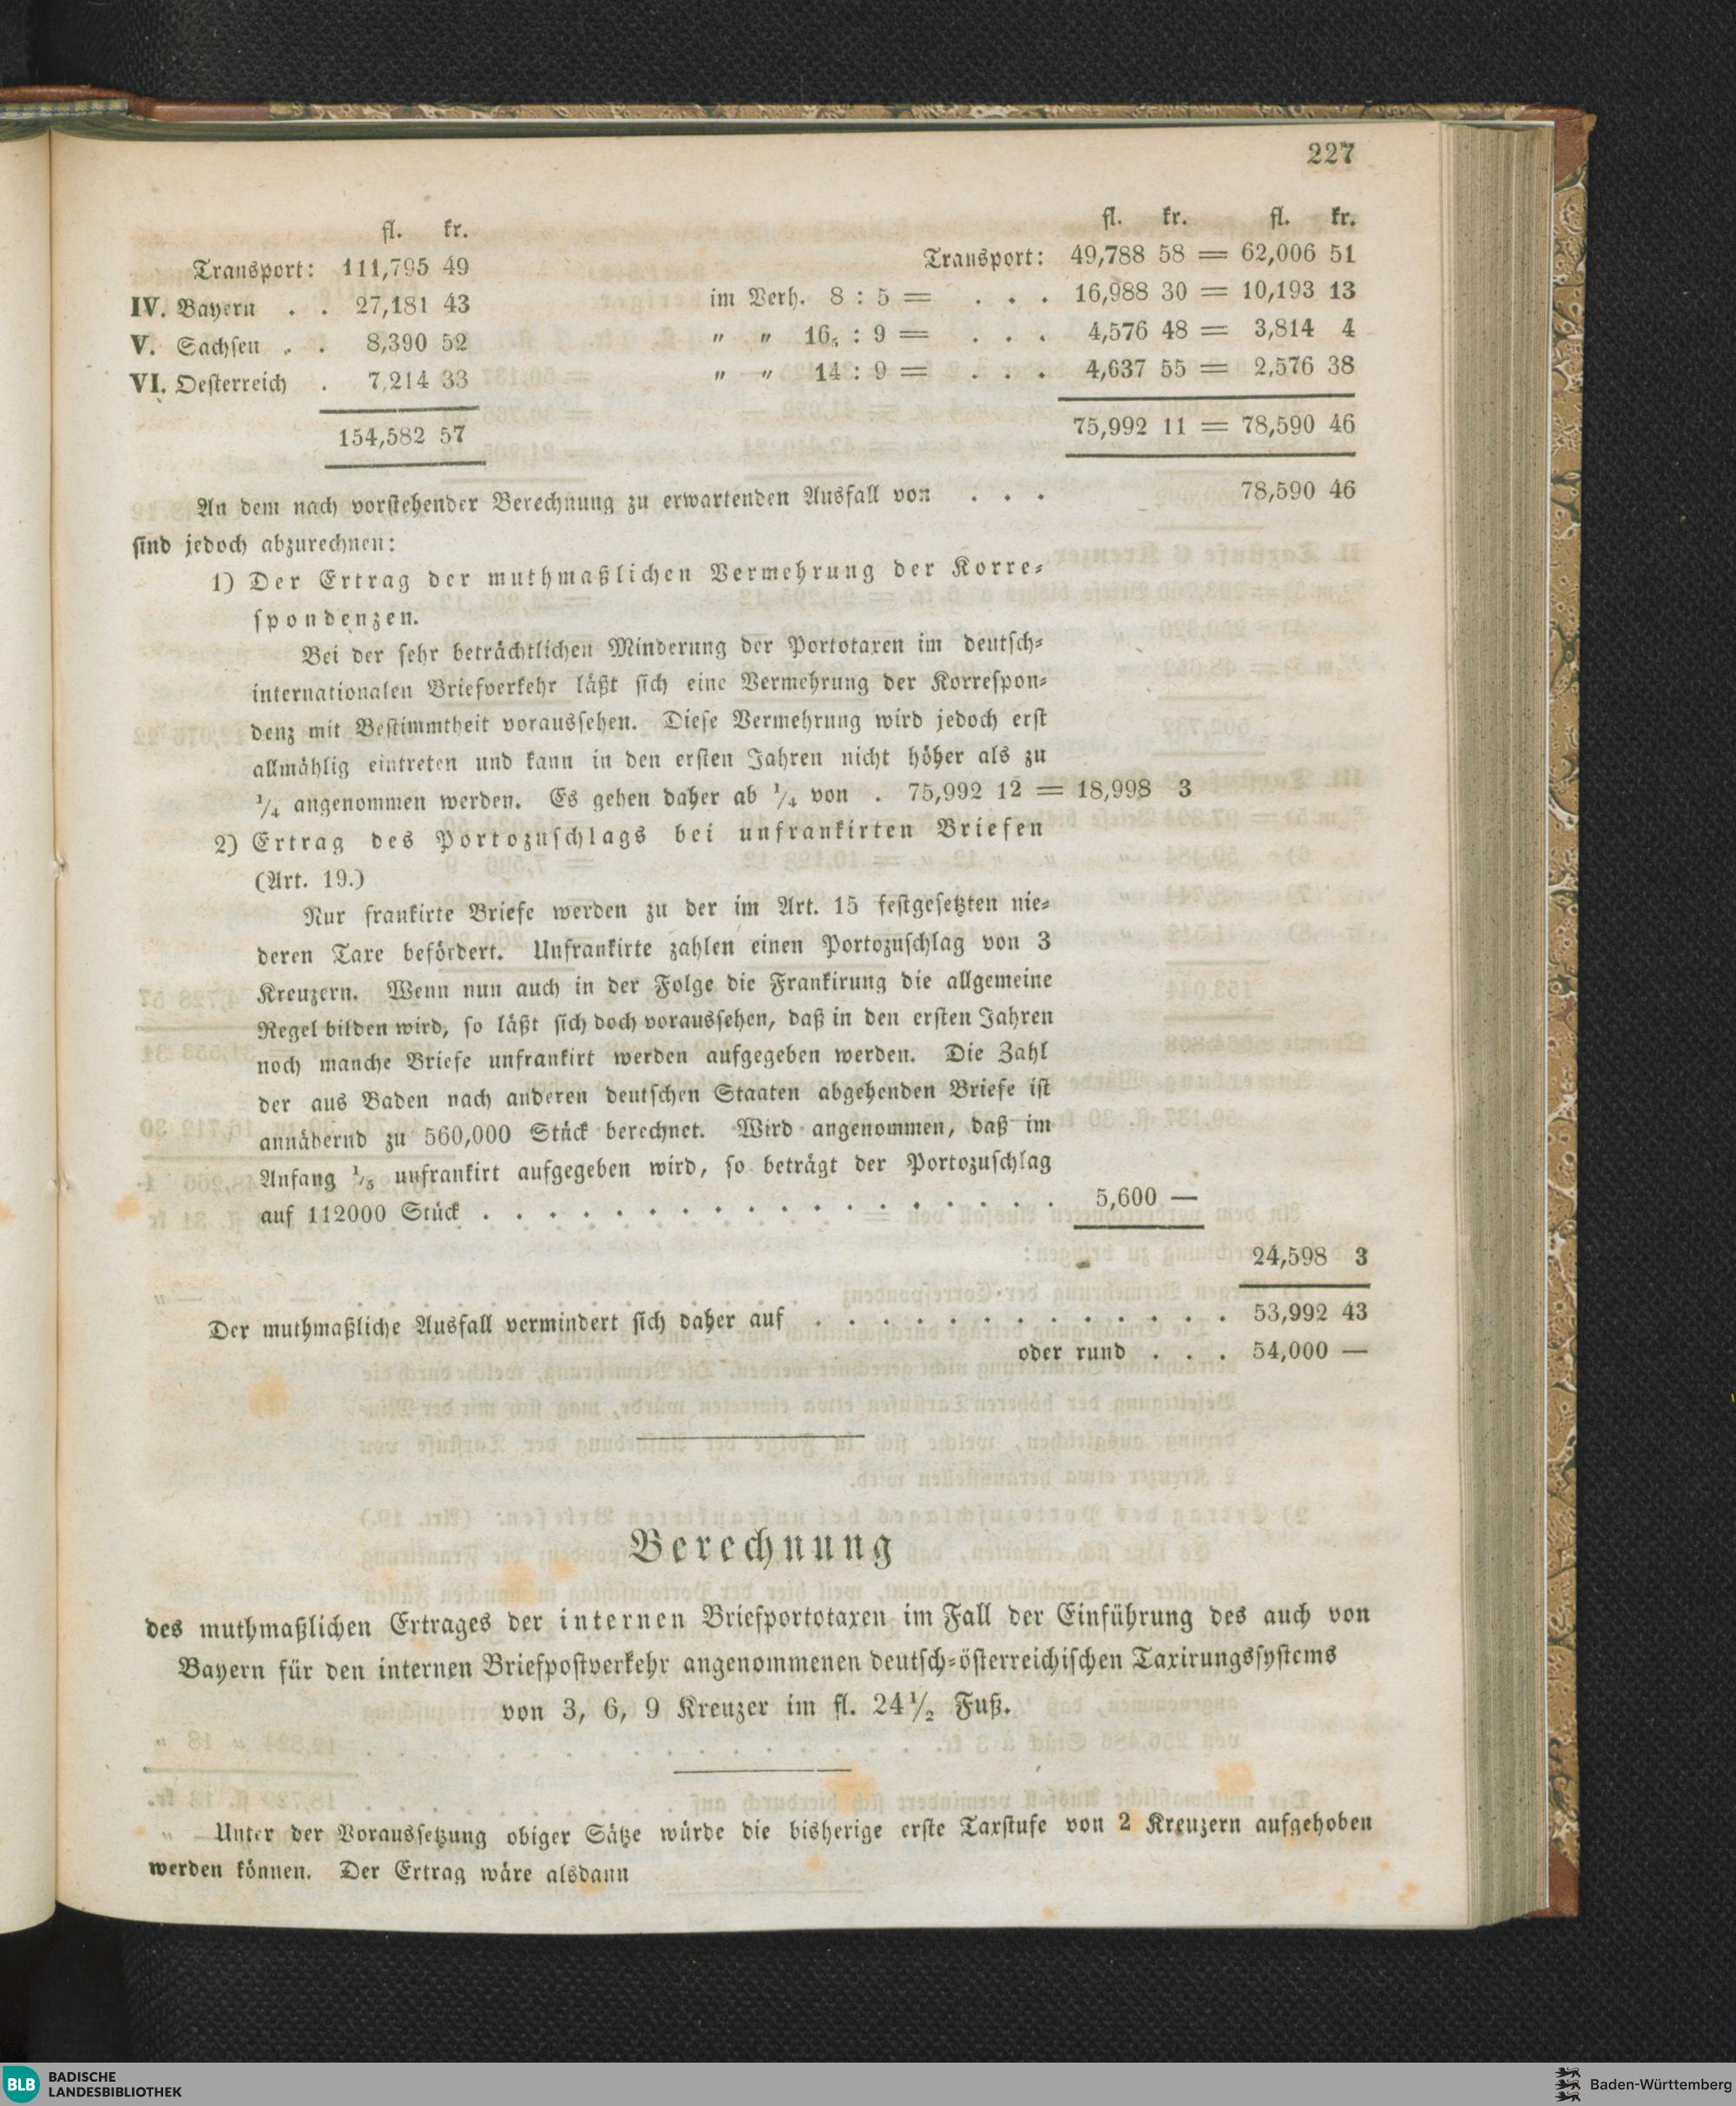 227
fl. kr. fl. kr. fl. kr.
Transport: 111,795 49 Transport: 49,788 58 = 62,006 51
IV. Bayern . . 27,181 43 im Verh. 8 : 5 = . . . 16,988 30 = 10,193 13
V. Sachsen . . 8,390 52 „ „ 16,5 : 9 = . . . 4,576 48 = 3,814 4
VI. Oesterreich . 7,214 33 „ „ 14 : 9 = . . . 4,637 55 = 2,576 38
154,582 57 75,992 11 = 78,590 46
An dem nach vorstehender Berechnung zu erwartenden Ausfall von . . . 78,590 46
sind jedoch abzurechnen:
1) Der Ertrag der muthmaßlichen Vermehrung der Korre-
spondenzen.
Bei der sehr beträchtlichen Minderung der Portotaxen im deutsch-
internationalen Briefverkehr läßt sich eine Vermehrung der Korrespon-
denz mit Bestimmtheit voraussehen. Diese Vermehrung wird jedoch erst
allmählig eintreten und kann in den ersten Jahren nicht höher als zu
1/4 angenommen werden. Es gehen daher ab 1/4 von . 75,992 12 = 18,998 3
2) Ertrag des Portozuschlags bei unfrankirten Briefen
(Art. 19.)
Nur frankirte Briefe werden zu der im Art. 15 festgesetzten nie-
deren Taxe befördert. Unfrankirte zahlen einen Portozuschlag von 3
Kreuzern. Wenn nun auch in der Folge die Frankirung die allgemeine
Regel bilden wird, so läßt sich doch voraussehen, daß in den ersten Jahren
noch manche Briefe unfrankirt werden aufgegeben werden. Die Zahl
der aus Baden nach anderen deutschen Staaten abgehenden Briefe ist
annähernd zu 560,000 Stück berechnet. Wird angenommen, daß im
Anfang 1/5 unfrankirt aufgegeben wird, so beträgt der Portozuschlag
auf 112000 Stück . . . . . . . . . . . . . . . . . . 5,600 —
24,598 3
Der muthmaßliche Ausfall vermindert sich daher auf . . . . . . . . . . . . . 53,992 43
oder rund . . . 54,000 —
Berechnung
des muthmaßlichen Ertrages der internen Briefportotaxen im Fall der Einführung des auch von
Bayern für den internen Briefpostverkehr angenommenen deutsch-österreichischen Taxirungssystems
von 3, 6, 9 Kreuzer im fl. 24 1/2 Fuß.
Unter der Voraussetzung obiger Sätze würde die bisherige erste Taxstufe von 2 Kreuzern aufgehoben
werden können. Der Ertrag wäre alsdann
BLB BADISCHE
LANDESBIBLIOTHEK
Baden-Württemberg